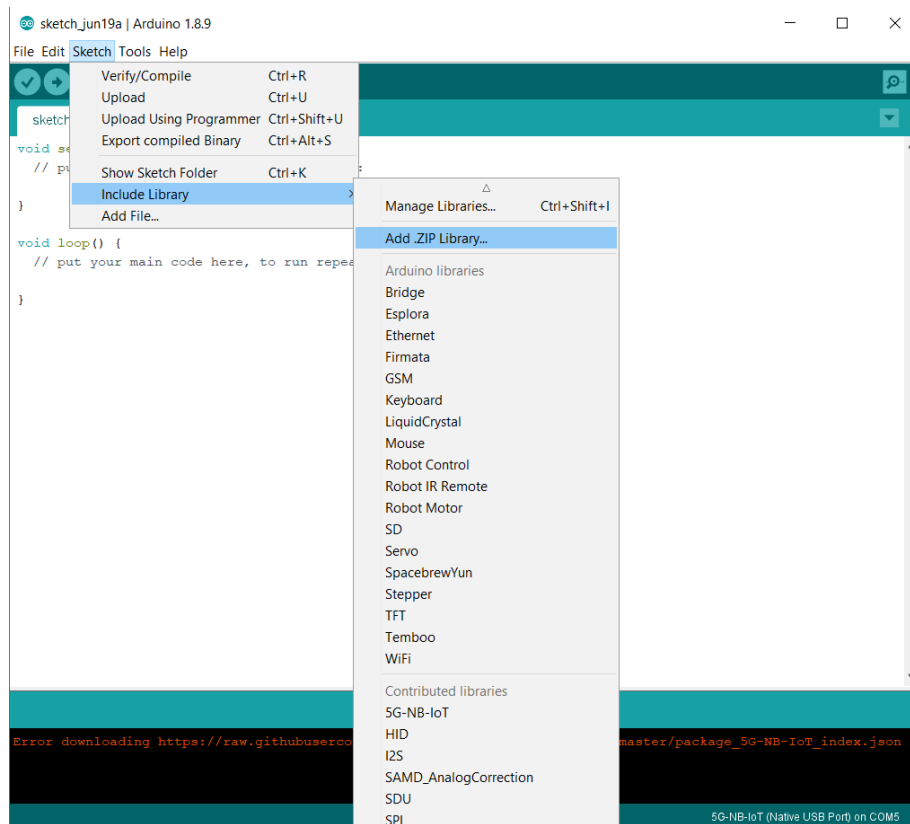 sketch_jun19a | Arduino 1.8.9
File Edit Sketch Tools Help
Verify/Compile Ctrl+R
Upload Ctrl+U
Upload Using Programmer Ctrl+Shift+U
Export compiled Binary Ctrl+Alt+S
Show Sketch Folder Ctrl+K
Include Library
Add File...
sketch
void se
// pu :
}
void loop() {
// put your main code here, to run repea
}
Manage Libraries... Ctrl+Shift+I
Add .ZIP Library...
Arduino libraries
Bridge
Esplora
Ethernet
Firmata
GSM
Keyboard
LiquidCrystal
Mouse
Robot Control
Robot IR Remote
Robot Motor
SD
Servo
SpacebrewYun
Stepper
TFT
Temboo
WiFi
Contributed libraries
5G-NB-IoT
HID
I2S
SAMD_AnalogCorrection
SDU
SPI
Error downloading https://raw.githubuserco master/package_5G-NB-IoT_index.json
5G-NB-IoT (Native USB Port) on COM5